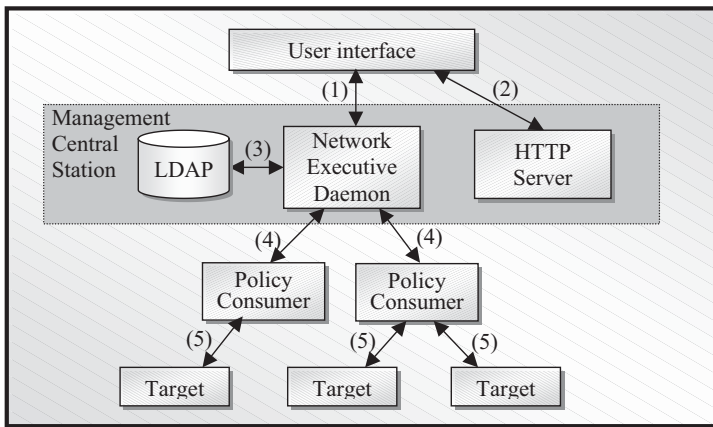 User interface
(1)
(2)
Management
Central
Station
LDAP
(3)
Network
Executive
Daemon
HTTP
Server
(4)
(4)
Policy
Consumer
Policy
Consumer
(5)
(5)
(5)
Target
Target
Target